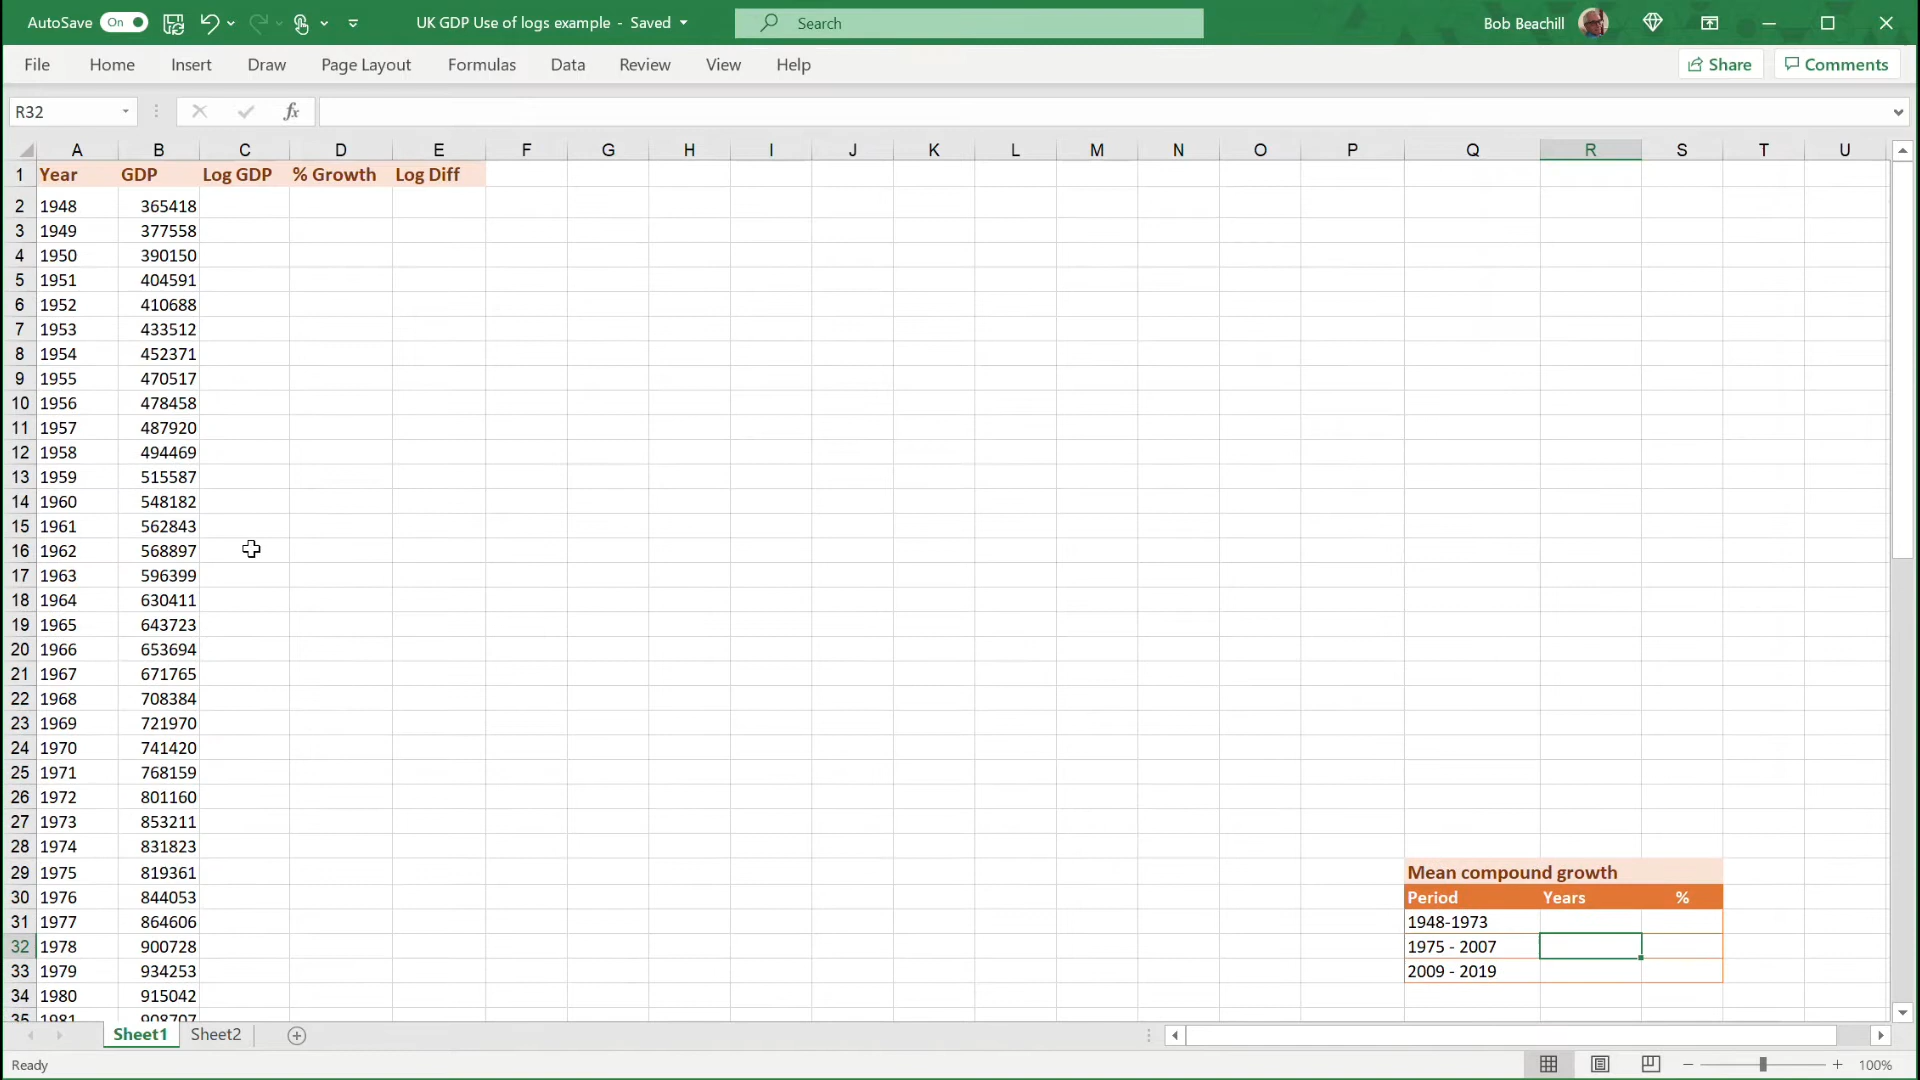 AutoSave On UK GDP Use of logs example - Saved Search Bob Beachill
File Home Insert Draw Page Layout Formulas Data Review View Help Share Comments
R32 fx
A B C D E F G H I J K L M N O P Q R S T U
1 Year GDP Log GDP % Growth Log Diff
2 1948 365418
3 1949 377558
4 1950 390150
5 1951 404591
6 1952 410688
7 1953 433512
8 1954 452371
9 1955 470517
10 1956 478458
11 1957 487920
12 1958 494469
13 1959 515587
14 1960 548182
15 1961 562843
16 1962 568897
17 1963 596399
18 1964 630411
19 1965 643723
20 1966 653694
21 1967 671765
22 1968 708384
23 1969 721970
24 1970 741420
25 1971 768159
26 1972 801160
27 1973 853211
28 1974 831823
29 1975 819361 Mean compound growth
30 1976 844053 Period Years %
31 1977 864606 1948-1973
32 1978 900728 1975 - 2007
33 1979 934253 2009 - 2019
34 1980 915042
35 1981 908707
Sheet1 Sheet2
Ready 100%